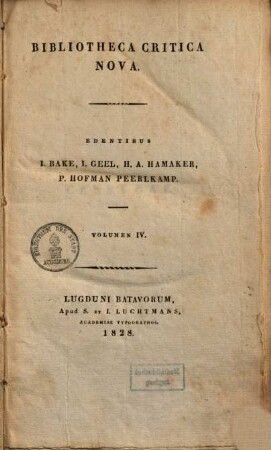 BIBLIOTHECA CRITICA
NOVA.
EDENTIBUS
I. BAKE, I. GEEL, H. A. HAMAKER,
P. HOFMAN PEERLKAMP.
VOLUMEN IV.
LUGDUNI BATAVORUM,
Apud S. ET I. LUCHTMANS,
ACADEMIAE TYPOGRAPHOS.
1828.